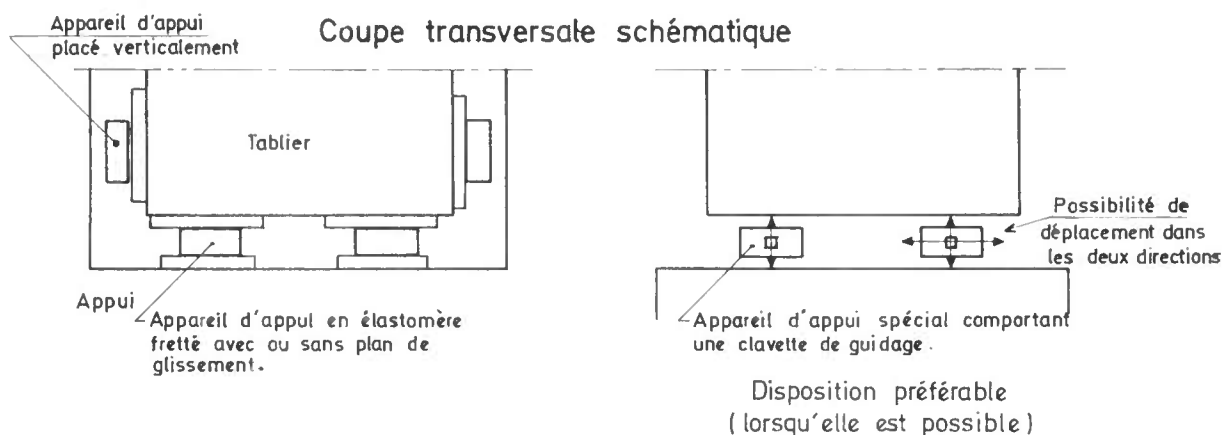 Appareil d'appui
placé verticalement
Coupe transversale schématique
Tablier
Possibilité de
déplacement dans
les deux directions
Appui
Appareil d'appui en élastomère
fretté avec ou sans plan de
glissement.
Appareil d'appui spécial comportant
une clavette de guidage.
Disposition préférable
(lorsqu'elle est possible)